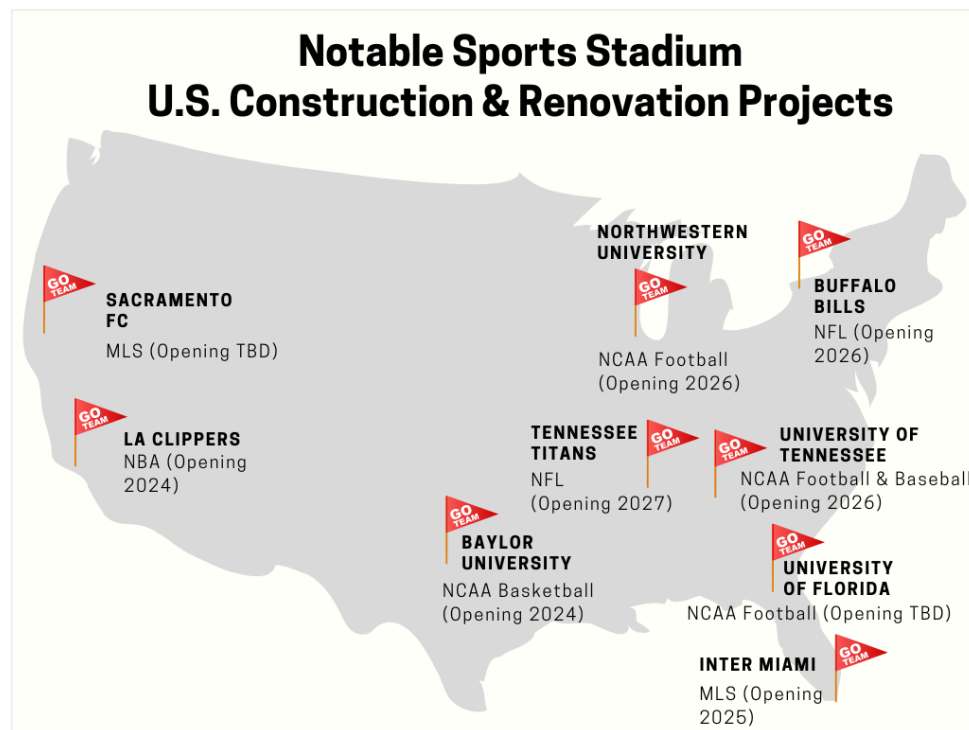 Notable Sports Stadium
U.S. Construction & Renovation Projects
GO
TEAM
SACRAMENTO
FC
MLS (Opening TBD)
GO
TEAM
LA CLIPPERS
NBA (Opening
2024)
NORTHWESTERN
UNIVERSITY
GO
TEAM
NCAA Football
(Opening 2026)
GO
TEAM
BUFFALO
BILLS
NFL (Opening
2026)
TENNESSEE
TITANS
GO
TEAM
NFL
(Opening 2027)
GO
TEAM
UNIVERSITY OF
TENNESSEE
NCAA Football & Baseball
(Opening 2026)
GO
TEAM
BAYLOR
UNIVERSITY
NCAA Basketball
(Opening 2024)
GO
TEAM
UNIVERSITY
OF FLORIDA
NCAA Football (Opening TBD)
INTER MIAMI
GO
TEAM
MLS (Opening
2025)